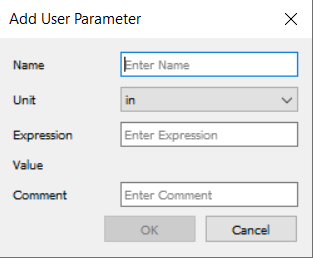 Add User Parameter
Name Enter Name
Unit in
Expression Enter Expression
Value
Comment Enter Comment
OK Cancel